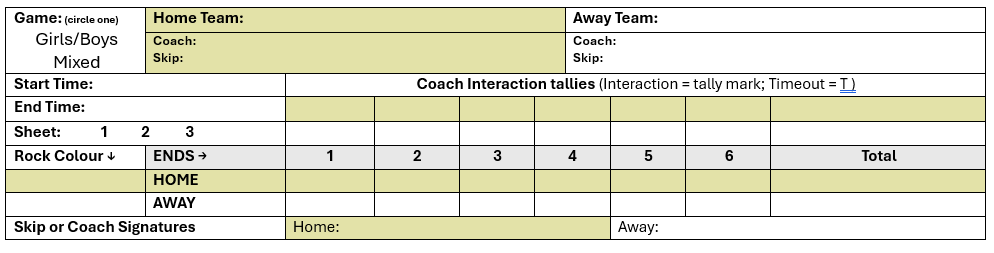 Game: (circle one) Home Team: Away Team:
Girls/Boys Coach: Coach:
Mixed Skip: Skip:
Start Time: Coach Interaction tallies (Interaction = tally mark; Timeout = T )
End Time:
Sheet: 1 2 3
Rock Colour ↓ ENDS → 1 2 3 4 5 6 Total
HOME
AWAY
Skip or Coach Signatures Home: Away: